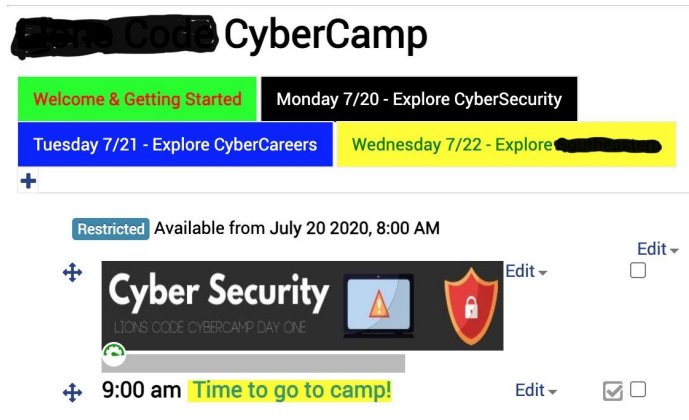 Code CyberCamp
Welcome & Getting Started
Monday 7/20 - Explore CyberSecurity
Tuesday 7/21 - Explore CyberCareers
Wednesday 7/22 - Explore
Restricted Available from July 20 2020, 8:00 AM
Edit
Edit
Cyber Security
LIONS CODE CYBERCAMP DAY ONE
9:00 am Time to go to camp!
Edit